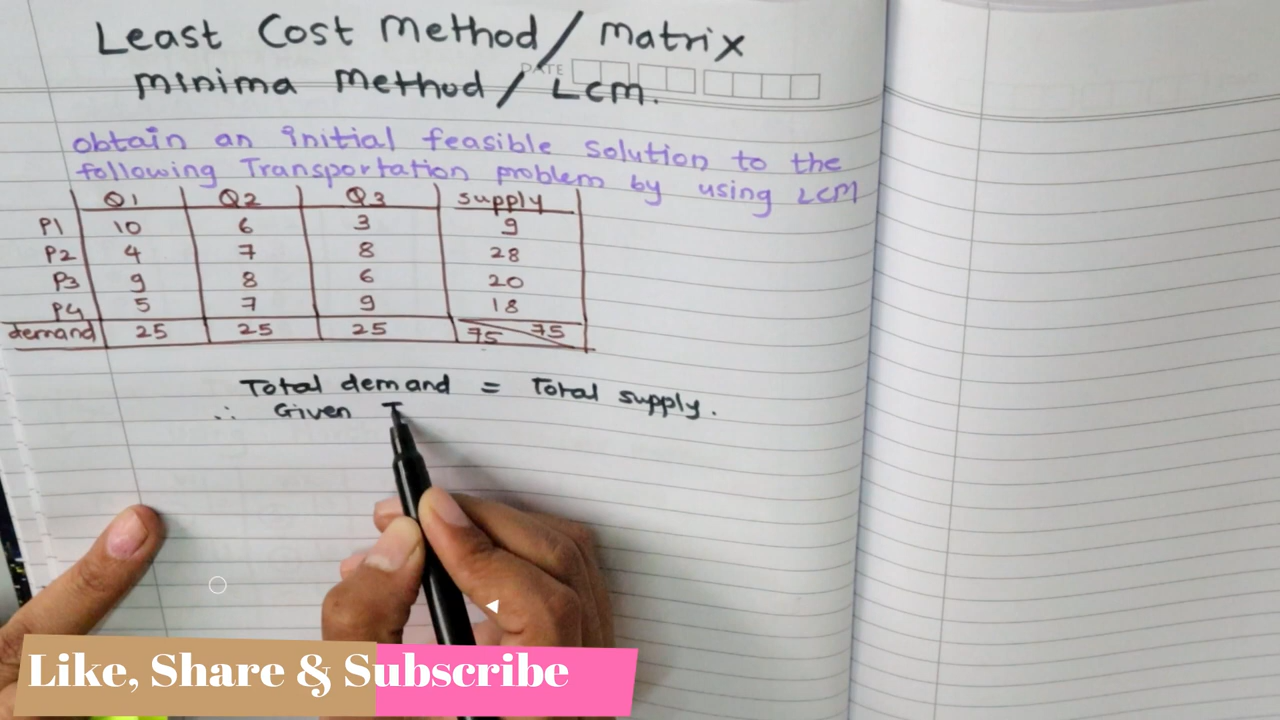 Least Cost Method / Matrix
DATE
minima Method / Lcm.
obtain an initial feasible solution to the
following Transportation problem by using LCM
Q1 Q2 Q3 supply
P1 10 6 3 9
P2 4 7 8 28
P3 9 8 6 20
P4 5 7 9 18
demand 25 25 25 75 75
Total demand = Total supply.
∴ Given T
Like, Share & Subscribe